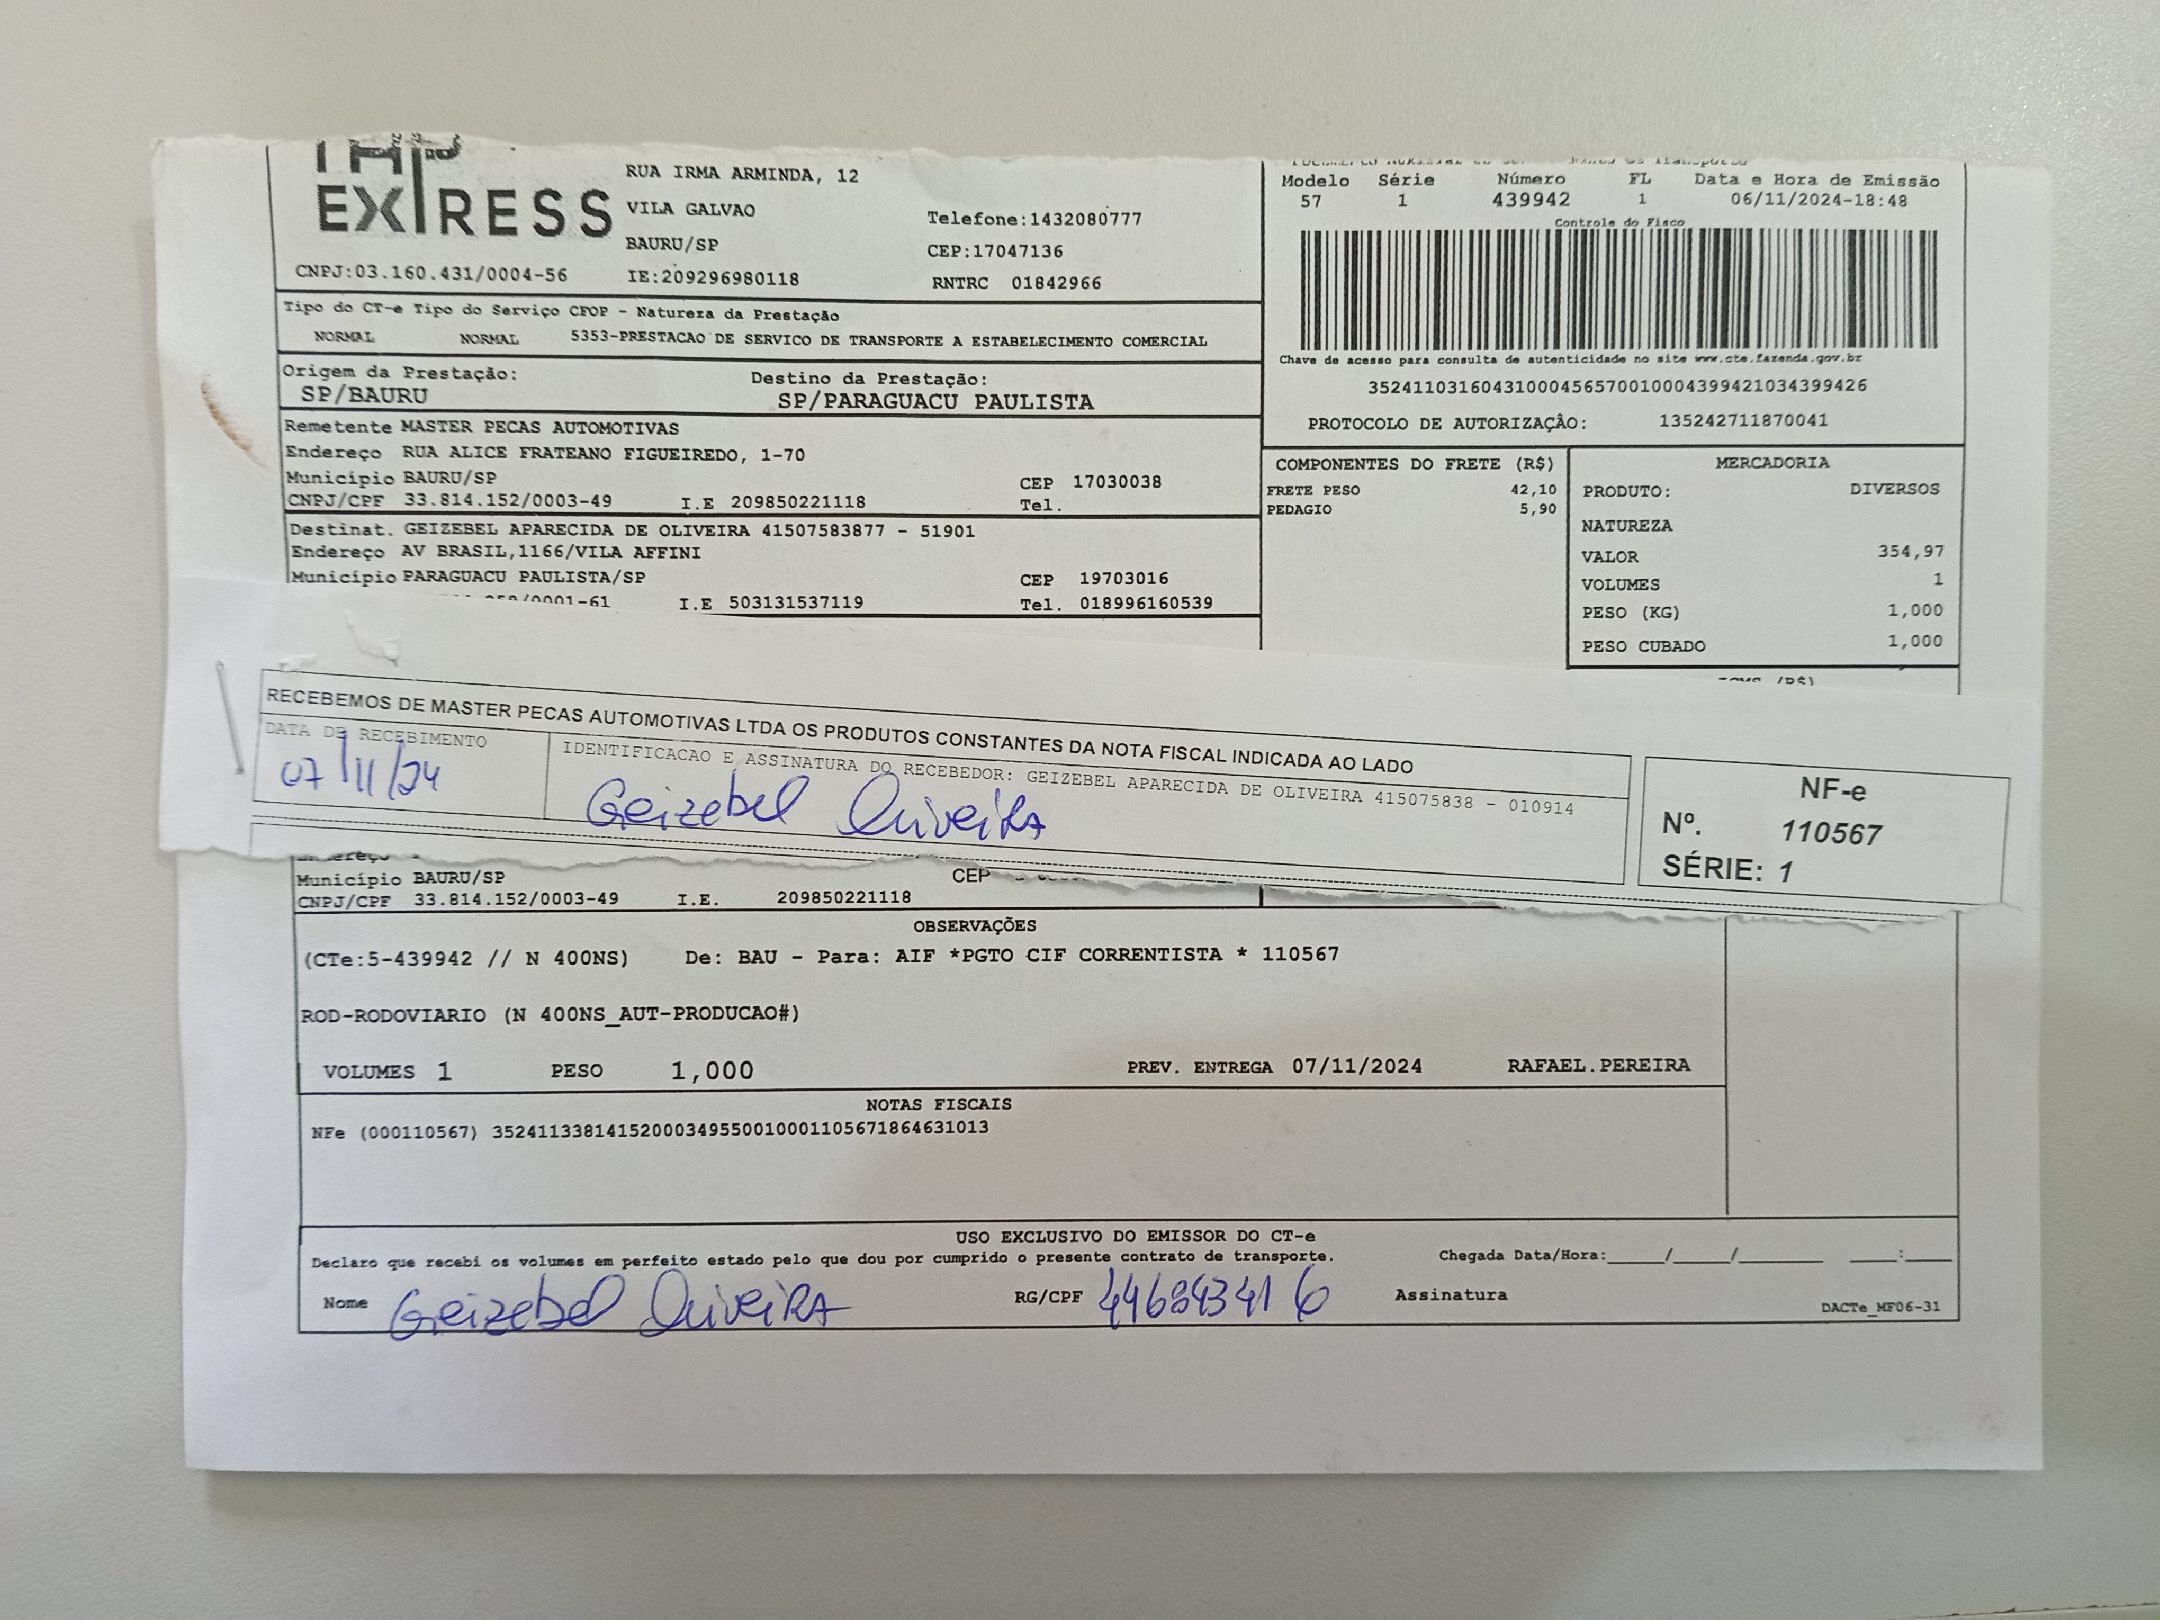 EXPRESS
RUA IRMA ARMINDA, 12
VILA GALVAO
BAURU/SP
Telefone:1432080777
CEP:17047136
CNPJ:03.160.431/0004-56 IE:209296980118 RNTRC 01842966
Modelo Série Número FL Data e Hora de Emissão
57 1 439942 1 06/11/2024-18:48
Controle do Fisco
Chave de acesso para consulta de autenticidade no site www.cte.fazenda.gov.br
35241103160431000456570010004399421034399426
PROTOCOLO DE AUTORIZAÇÂO: 135242711870041
Tipo do CT-e Tipo do Serviço CFOP - Natureza da Prestação
NORMAL NORMAL 5353-PRESTACAO DE SERVICO DE TRANSPORTE A ESTABELECIMENTO COMERCIAL
Origem da Prestação: Destino da Prestação:
SP/BAURU SP/PARAGUACU PAULISTA
Remetente MASTER PECAS AUTOMOTIVAS
Endereço RUA ALICE FRATEANO FIGUEIREDO, 1-70
Município BAURU/SP CEP 17030038
CNPJ/CPF 33.814.152/0003-49 I.E 209850221118 Tel.
Destinat. GEIZEBEL APARECIDA DE OLIVEIRA 41507583877 - 51901
Endereço AV BRASIL,1166/VILA AFFINI
Município PARAGUACU PAULISTA/SP CEP 19703016
/0001-61 I.E 503131537119 Tel. 018996160539
COMPONENTES DO FRETE (R$)
FRETE PESO 42,10
PEDAGIO 5,90
MERCADORIA
PRODUTO: DIVERSOS
NATUREZA
VALOR 354,97
VOLUMES 1
PESO (KG) 1,000
PESO CUBADO 1,000
RECEBEMOS DE MASTER PECAS AUTOMOTIVAS LTDA OS PRODUTOS CONSTANTES DA NOTA FISCAL INDICADA AO LADO
DATA DE RECEBIMENTO
07/11/24
IDENTIFICACAO E ASSINATURA DO RECEBEDOR: GEIZEBEL APARECIDA DE OLIVEIRA 415075838 - 010914
Geizebel Oliveira
NF-e
Nº. 110567
SÉRIE: 1
Município BAURU/SP CEP
CNPJ/CPF 33.814.152/0003-49 I.E. 209850221118
OBSERVAÇÕES
(CTe:5-439942 // N 400NS) De: BAU - Para: AIF *PGTO CIF CORRENTISTA * 110567
ROD-RODOVIARIO (N 400NS_AUT-PRODUCAO#)
VOLUMES 1 PESO 1,000 PREV. ENTREGA 07/11/2024 RAFAEL.PEREIRA
NOTAS FISCAIS
NFe (000110567) 35241133814152000349550010001105671864631013
USO EXCLUSIVO DO EMISSOR DO CT-e
Declaro que recebi os volumes em perfeito estado pelo que dou por cumprido o presente contrato de transporte. Chegada Data/Hora:____/____/______ ____:____
Nome Geizebel Oliveira RG/CPF 446843416 Assinatura
DACTe_MF06-31